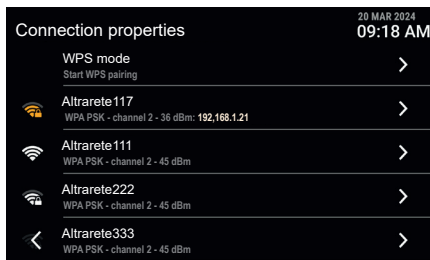 20 MAR 2024
Connection properties
09:18 AM
WPS mode
Start WPS pairing
Altrarete117
WPA PSK - channel 2 - 36 dBm: 192,168.1.21
Altrarete111
WPA PSK - channel 2 - 45 dBm
Altrarete222
WPA PSK - channel 2 - 45 dBm
Altrarete333
WPA PSK - channel 2 - 45 dBm